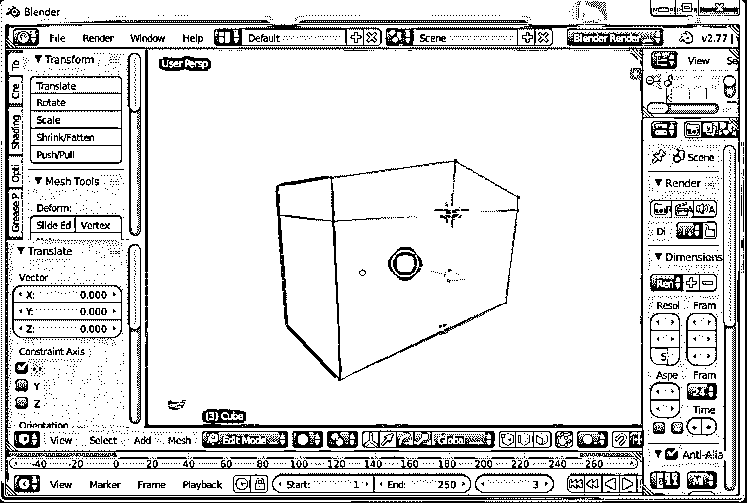 Blender
File Render Window Help Default Scene Blender Render v2.77
Transform
Translate
Rotate
Scale
Shrink/Fatten
Push/Pull
Mesh Tools
Deform:
Slide Ed Vertex
Cre
Shading
Opti
Grease P
Translate
Vector
X: 0.000
Y: 0.000
Z: 0.000
Constraint Axis
Y
Z
Orientation
User Persp
(3) Cube
View Select Add Mesh Edit Mode Global
-40 -20 0 20 40 60 80 100 120 140 160 180 200 220 240 260
View Marker Frame Playback Start: 1 End: 250 3
View Se
Scene
Render
Di
Dimensions
Ren
Resol Fram
S
Aspe Fram
Time
Anti-Alia